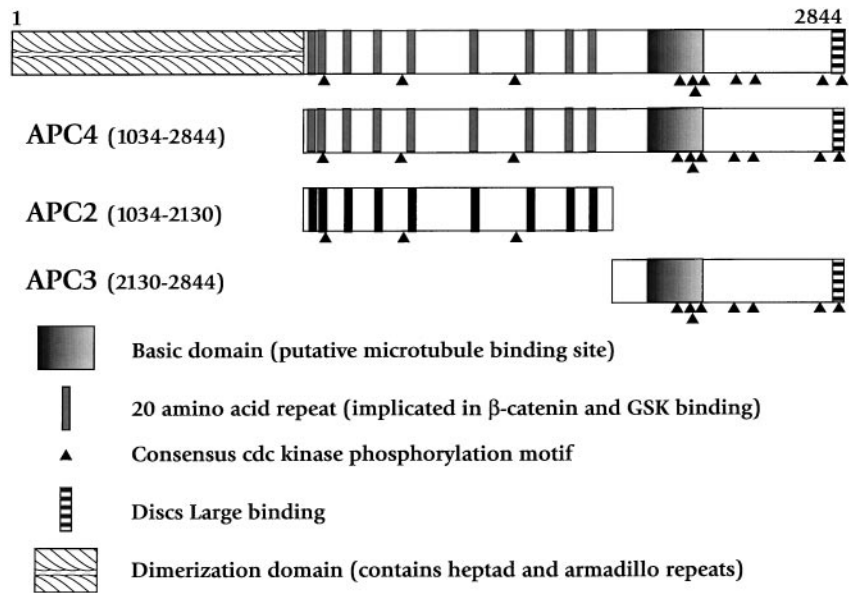 1 2844
APC4 (1034-2844)
APC2 (1034-2130)
APC3 (2130-2844)
Basic domain (putative microtubule binding site)
20 amino acid repeat (implicated in β-catenin and GSK binding)
Consensus cdc kinase phosphorylation motif
Discs Large binding
Dimerization domain (contains heptad and armadillo repeats)